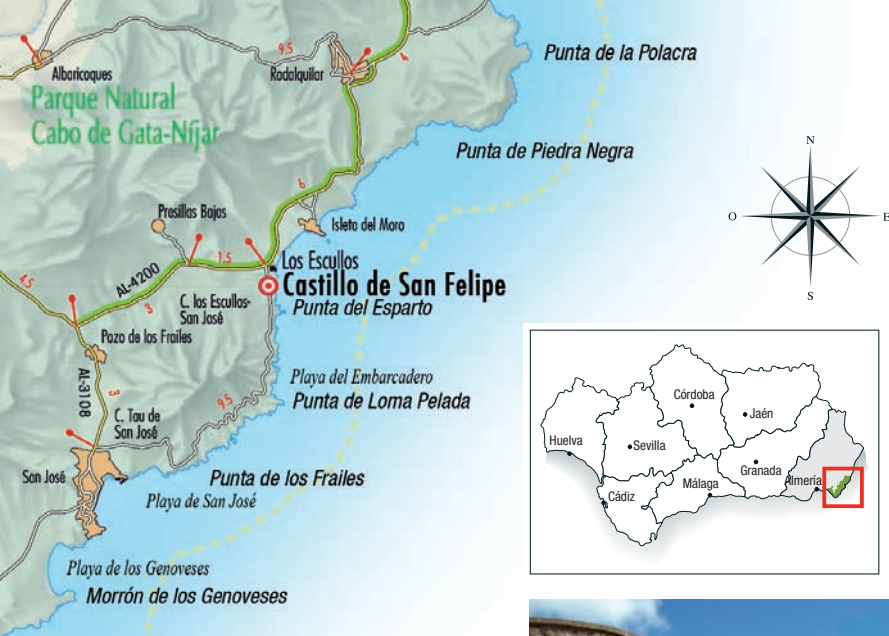 Punta de la Polacra
4
9.5
Rodalquilar
Albaricoques
Parque Natural
Cabo de Gata-Níjar
Punta de Piedra Negra
N
O
E
S
6
Presillas Bajas
Isleta del Moro
1.5
Los Escullos
Castillo de San Felipe
AL-4200
4.5
3
C. los Escullos-
San José
Punta del Esparto
Pozo de los Frailes
AL-3108
3
Playa del Embarcadero
Punta de Loma Pelada
9.5
C. Tau de
San José
San José
Punta de los Frailes
Playa de San José
Playa de los Genoveses
Morrón de los Genoveses
Córdoba
Jaén
Huelva
Sevilla
Granada
Málaga
Almería
Cádiz